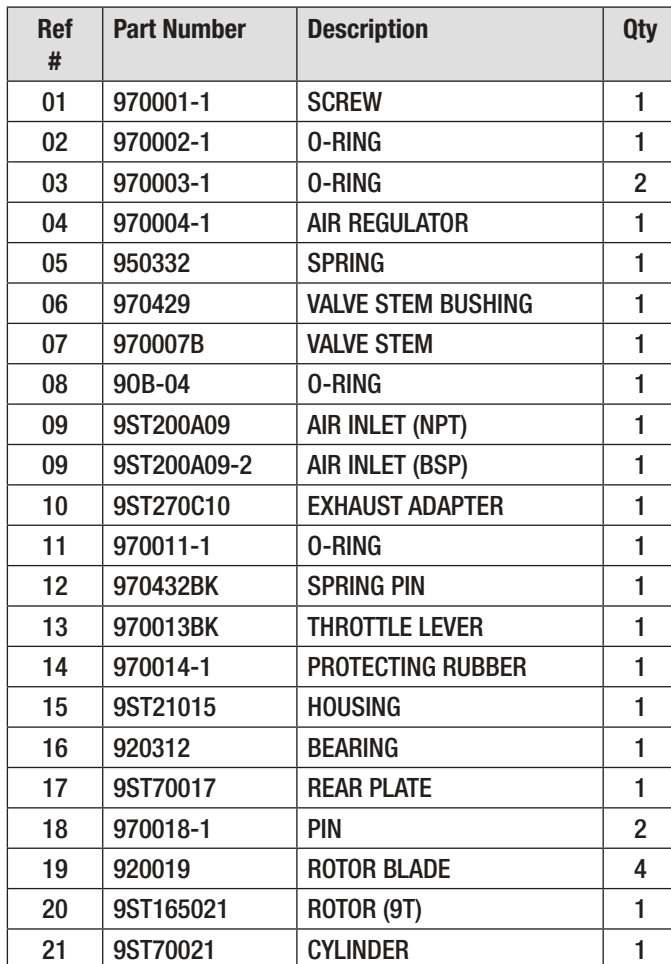 Ref # Part Number Description Qty
01 970001-1 SCREW 1
02 970002-1 O-RING 1
03 970003-1 O-RING 2
04 970004-1 AIR REGULATOR 1
05 950332 SPRING 1
06 970429 VALVE STEM BUSHING 1
07 970007B VALVE STEM 1
08 90B-04 O-RING 1
09 9ST200A09 AIR INLET (NPT) 1
09 9ST200A09-2 AIR INLET (BSP) 1
10 9ST270C10 EXHAUST ADAPTER 1
11 970011-1 O-RING 1
12 970432BK SPRING PIN 1
13 970013BK THROTTLE LEVER 1
14 970014-1 PROTECTING RUBBER 1
15 9ST21015 HOUSING 1
16 920312 BEARING 1
17 9ST70017 REAR PLATE 1
18 970018-1 PIN 2
19 920019 ROTOR BLADE 4
20 9ST165021 ROTOR (9T) 1
21 9ST70021 CYLINDER 1